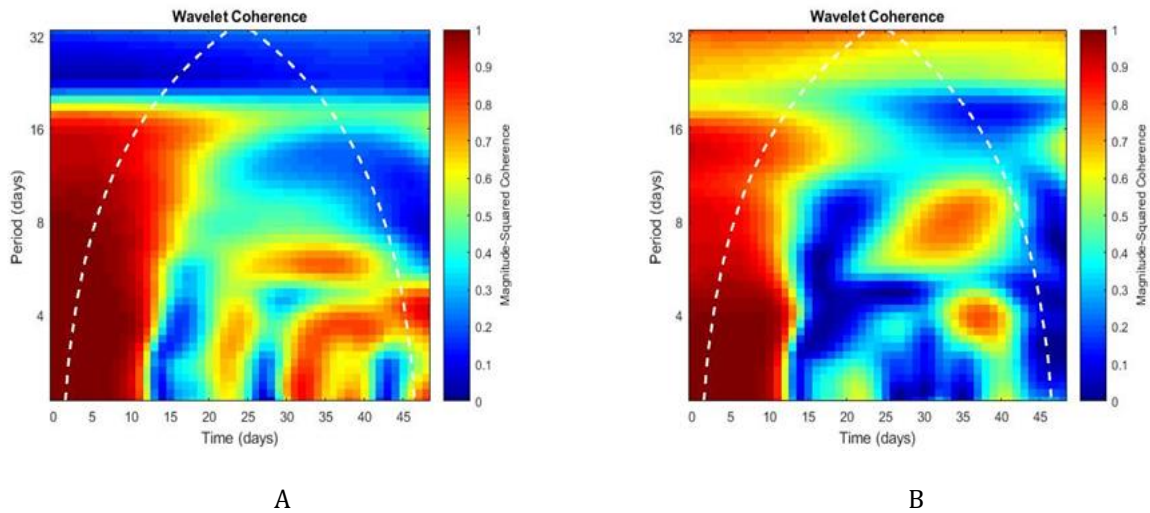 Wavelet Coherence
32
16
8
4
Period (days)
0 5 10 15 20 25 30 35 40 45
Time (days)
1
0.9
0.8
0.7
0.6
0.5
0.4
0.3
0.2
0.1
0
Magnitude-Squared Coherence
A
Wavelet Coherence
32
16
8
4
Period (days)
0 5 10 15 20 25 30 35 40 45
Time (days)
1
0.9
0.8
0.7
0.6
0.5
0.4
0.3
0.2
0.1
0
Magnitude-Squared Coherence
B